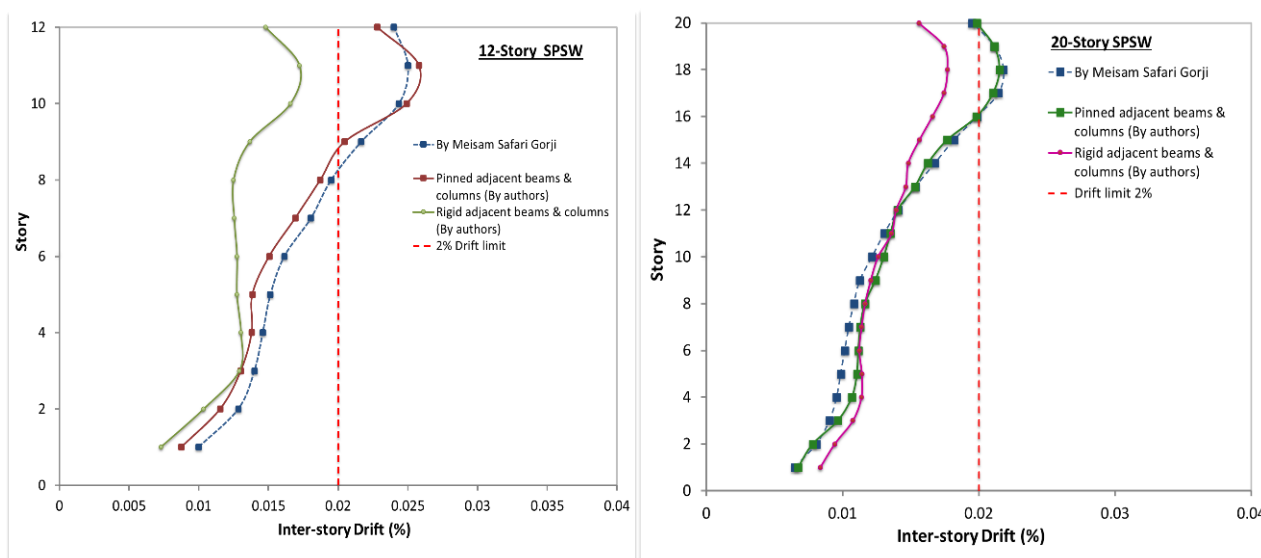 12
10
8
6
4
2
0
Story
12-Story SPSW
By Meisam Safari Gorji
Pinned adjacent beams &
columns (By authors)
Rigid adjacent beams & columns
(By authors)
2% Drift limit
0
0.005
0.01
0.015
0.02
0.025
0.03
0.035
0.04
Inter-story Drift (%)
20
18
16
14
12
10
8
6
4
2
0
Story
20-Story SPSW
By Meisam Safari Gorji
Pinned adjacent beams &
columns (By authors)
Rigid adjacent beams &
columns (By authors)
Drift limit 2%
0
0.01
0.02
0.03
0.04
Inter-story Drift (%)